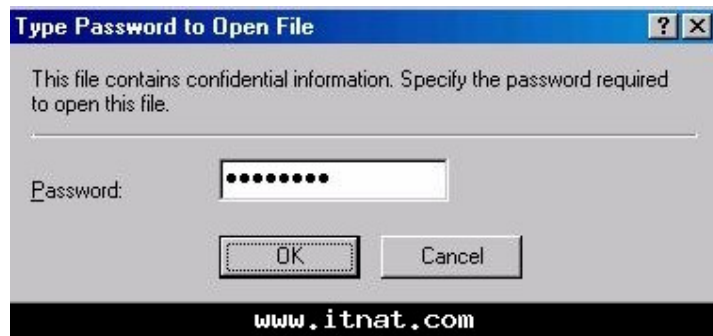 Type Password to Open File
This file contains confidential information. Specify the password required
to open this file.
Password: ●●●●●●●●
OK Cancel
www.itnat.com